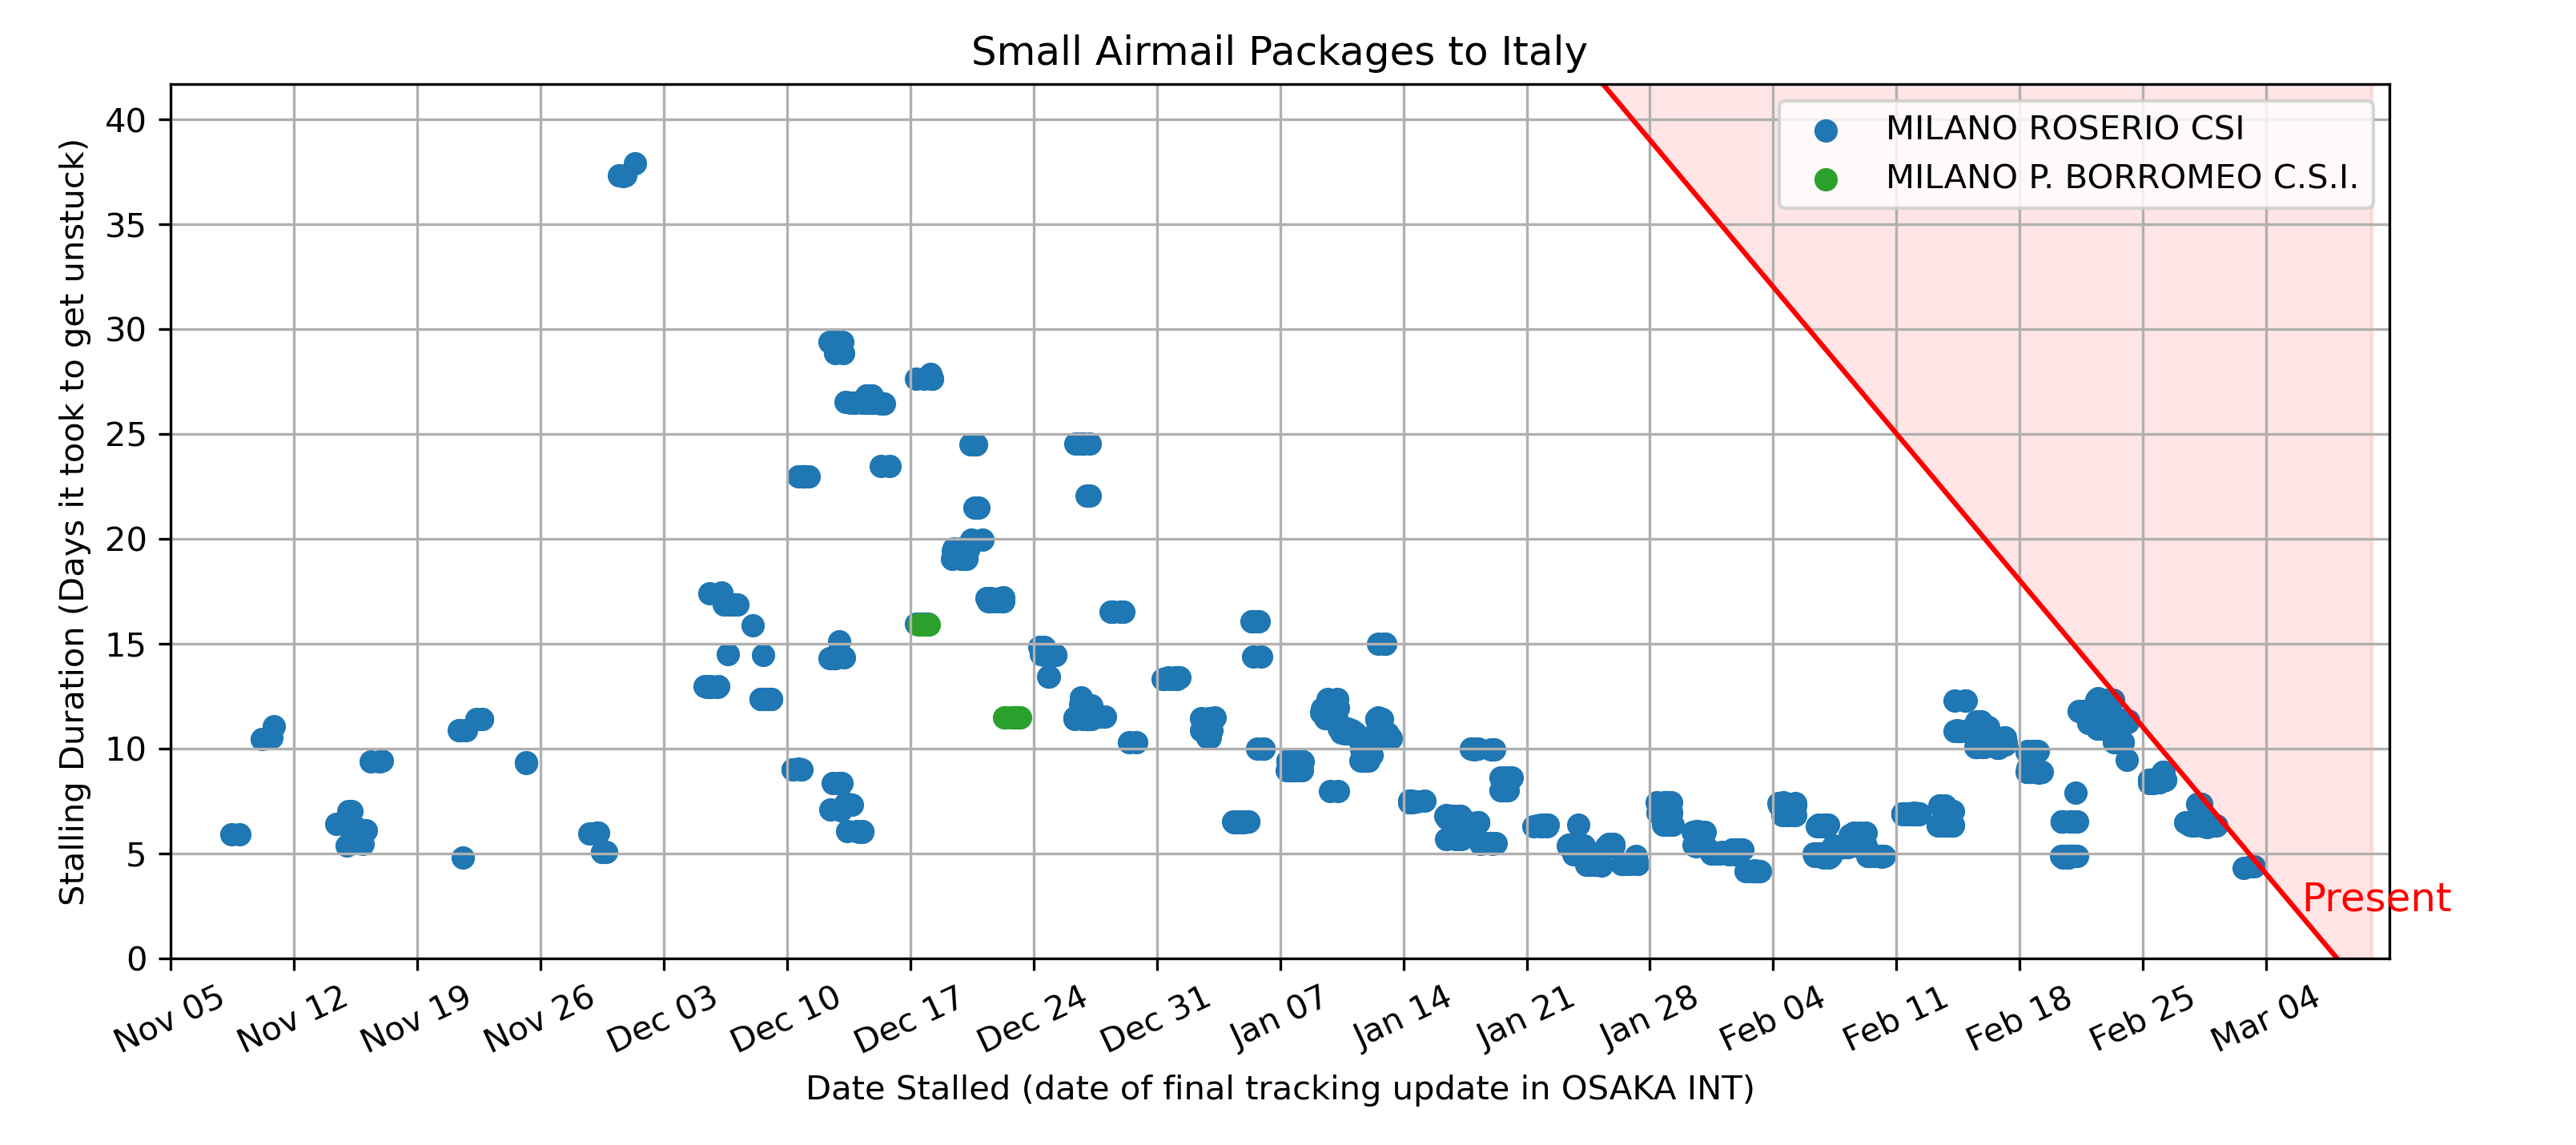 Small Airmail Packages to Italy
Stalling Duration (Days it took to get unstuck)
40
35
30
25
20
15
10
5
0
MILANO ROSERIO CSI
MILANO P. BORROMEO C.S.I.
Present
Nov 05
Nov 12
Nov 19
Nov 26
Dec 03
Dec 10
Dec 17
Dec 24
Dec 31
Jan 07
Jan 14
Jan 21
Jan 28
Feb 04
Feb 11
Feb 18
Feb 25
Mar 04
Date Stalled (date of final tracking update in OSAKA INT)